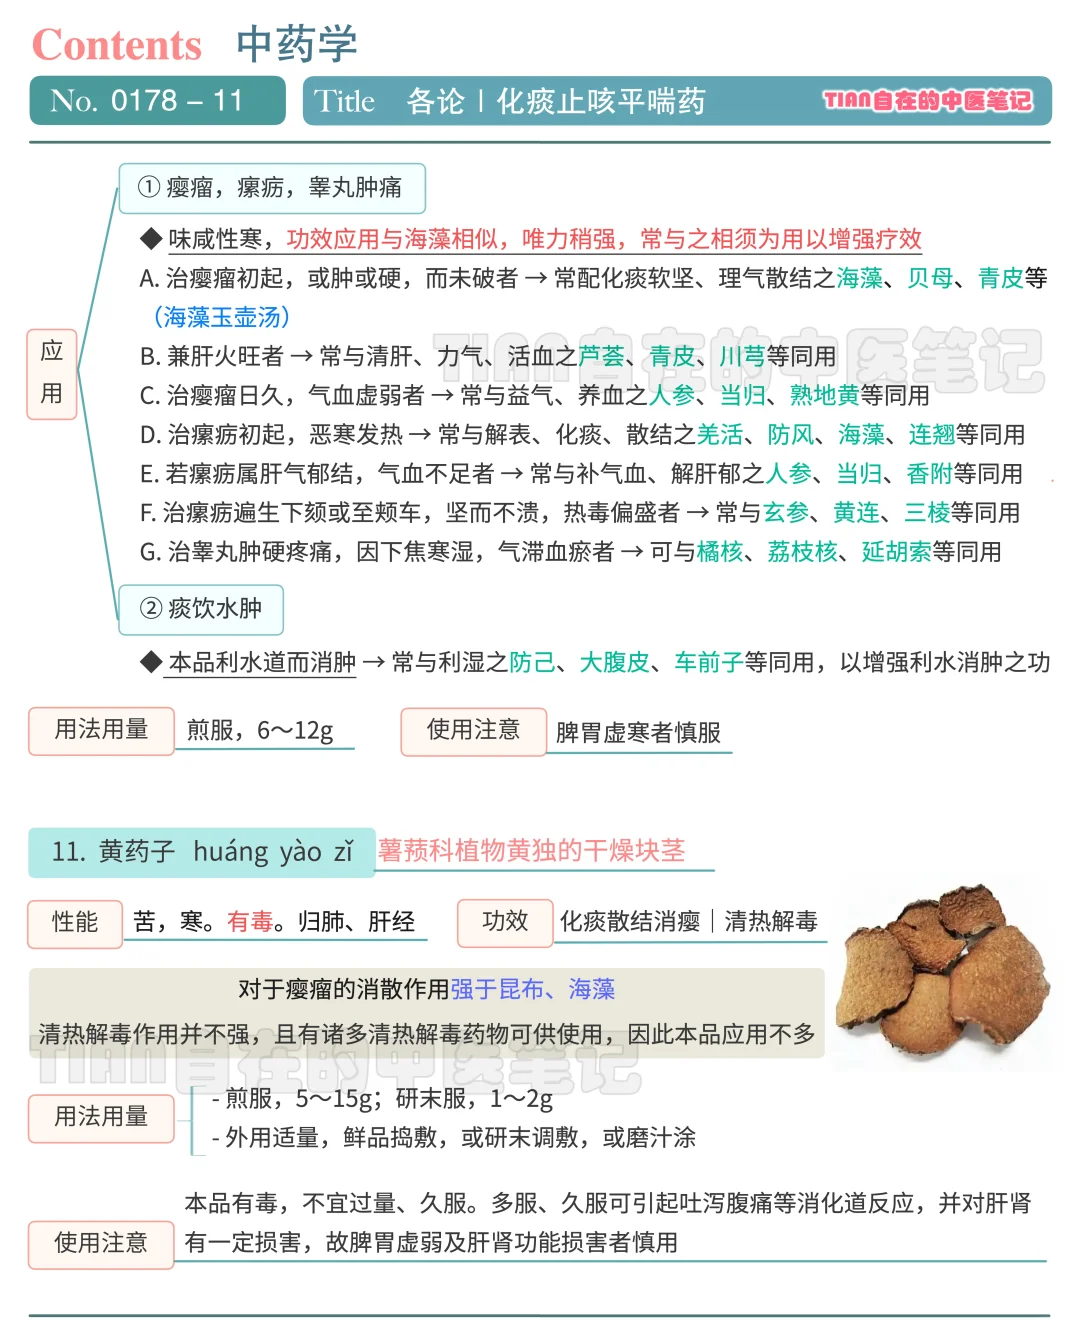 Contents 中药学
No. 0178 – 11 Title 各论 | 化痰止咳平喘药 TIAN自在的中医笔记
① 瘿瘤，瘰疬，睾丸肿痛
◆ 味咸性寒，功效应用与海藻相似，唯力稍强，常与之相须为用以增强疗效
A. 治瘿瘤初起，或肿或硬，而未破者 → 常配化痰软坚、理气散结之海藻、贝母、青皮等
（海藻玉壶汤）
应用
B. 兼肝火旺者 → 常与清肝、力气、活血之芦荟、青皮、川芎等同用
C. 治瘿瘤日久，气血虚弱者 → 常与益气、养血之人参、当归、熟地黄等同用
D. 治瘰疬初起，恶寒发热 → 常与解表、化痰、散结之羌活、防风、海藻、连翘等同用
E. 若瘰疬属肝气郁结，气血不足者 → 常与补气血、解肝郁之人参、当归、香附等同用
F. 治瘰疬遍生下颏或至颊车，坚而不溃，热毒偏盛者 → 常与玄参、黄连、三棱等同用
G. 治睾丸肿硬疼痛，因下焦寒湿，气滞血瘀者 → 可与橘核、荔枝核、延胡索等同用
② 痰饮水肿
◆ 本品利水道而消肿 → 常与利湿之防己、大腹皮、车前子等同用，以增强利水消肿之功
用法用量 煎服，6～12g 使用注意 脾胃虚寒者慎服
11. 黄药子 huáng yào zǐ 薯蓣科植物黄独的干燥块茎
性能 苦，寒。有毒。归肺、肝经 功效 化痰散结消瘿｜清热解毒
对于瘿瘤的消散作用强于昆布、海藻
清热解毒作用并不强，且有诸多清热解毒药物可供使用，因此本品应用不多
TIAN自在的中医笔记
用法用量
- 煎服，5～15g；研末服，1～2g
- 外用适量，鲜品捣敷，或研末调敷，或磨汁涂
使用注意
本品有毒，不宜过量、久服。多服、久服可引起吐泻腹痛等消化道反应，并对肝肾
有一定损害，故脾胃虚弱及肝肾功能损害者慎用
TIAN自在的中医笔记